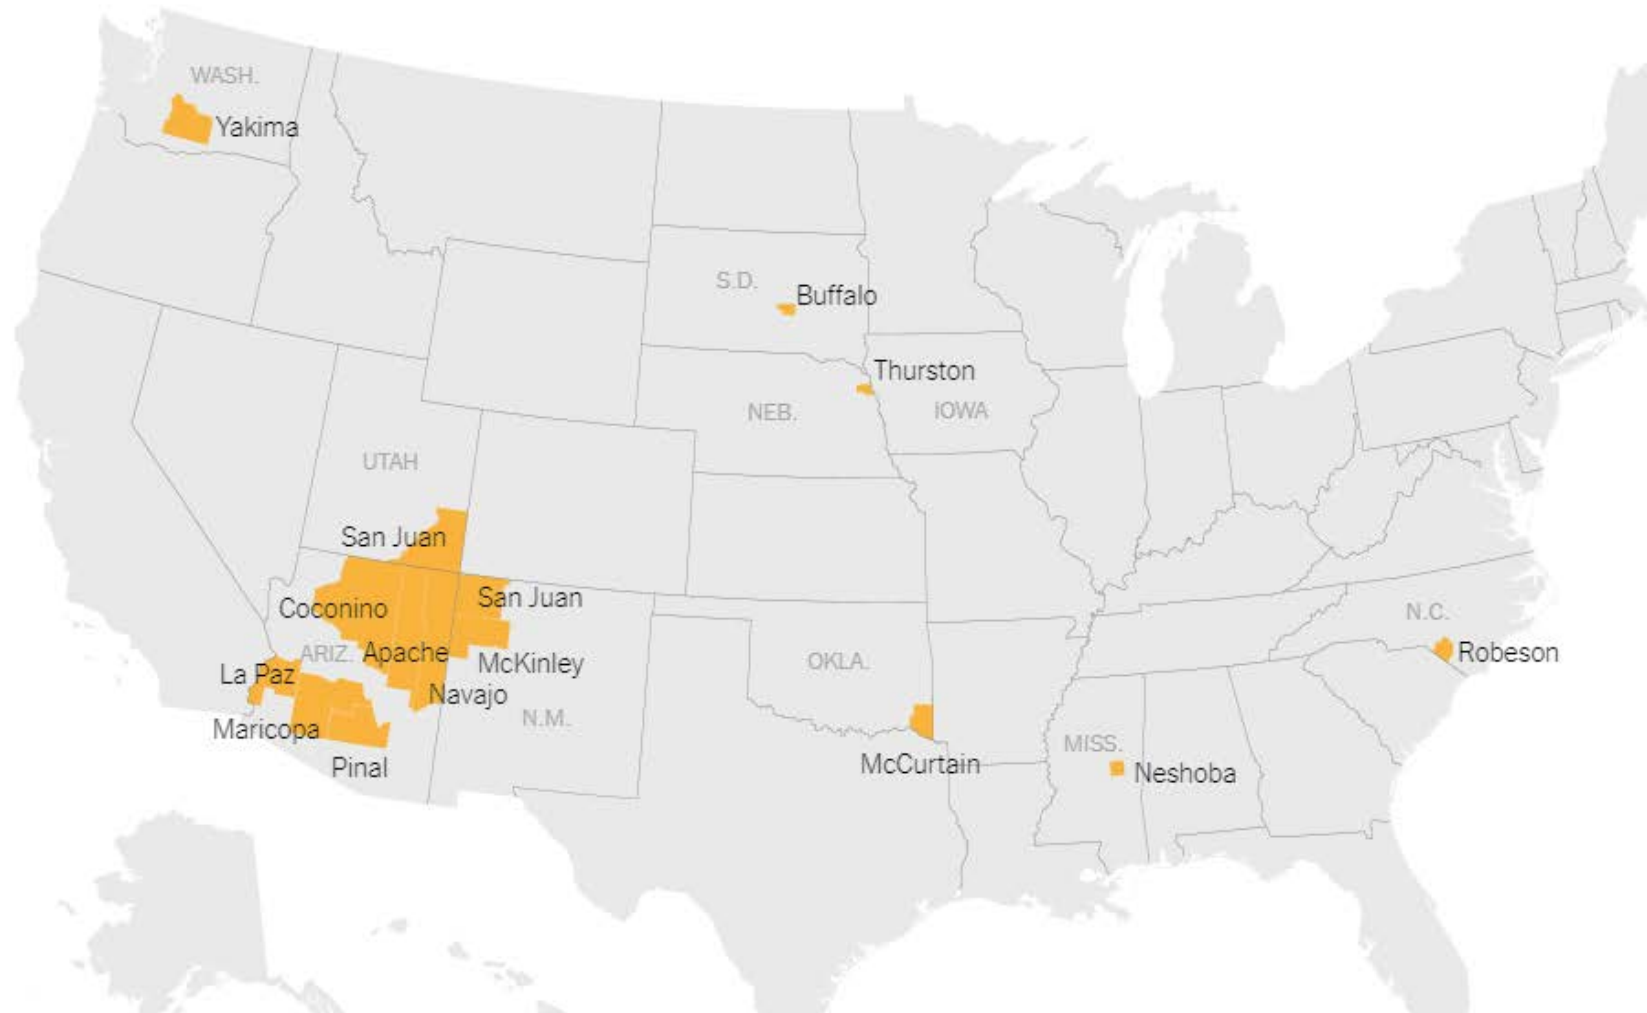 WASH.
Yakima
S.D.
Buffalo
Thurston
NEB.
IOWA
UTAH
San Juan
San Juan
Coconino
N.C.
Robeson
ARIZ.
Apache
McKinley
OKLA.
La Paz
Navajo
N.M.
Maricopa
MISS.
Pinal
McCurtain
Neshoba